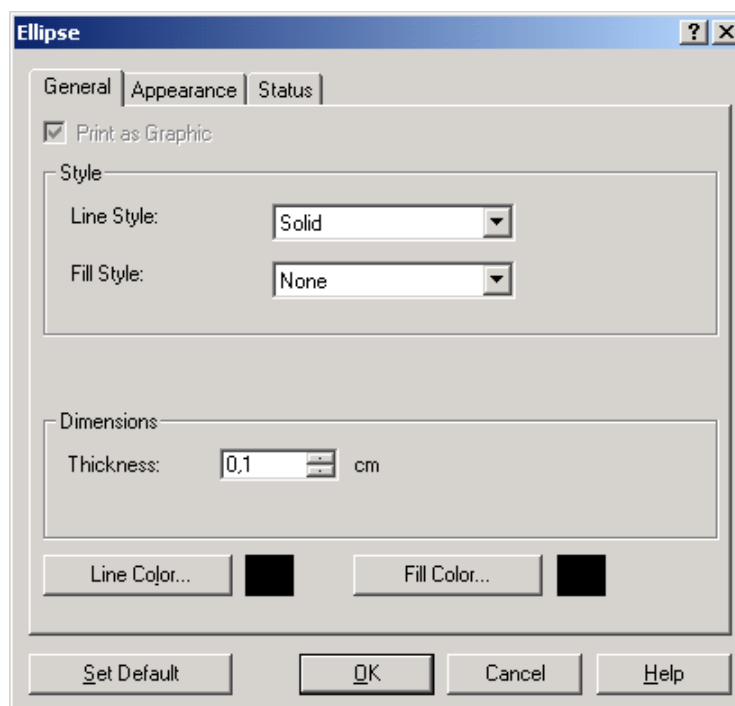 Ellipse
General Appearance Status
Print as Graphic
Style
Line Style: Solid
Fill Style: None
Dimensions
Thickness: 0,1 cm
Line Color... Fill Color...
Set Default OK Cancel Help